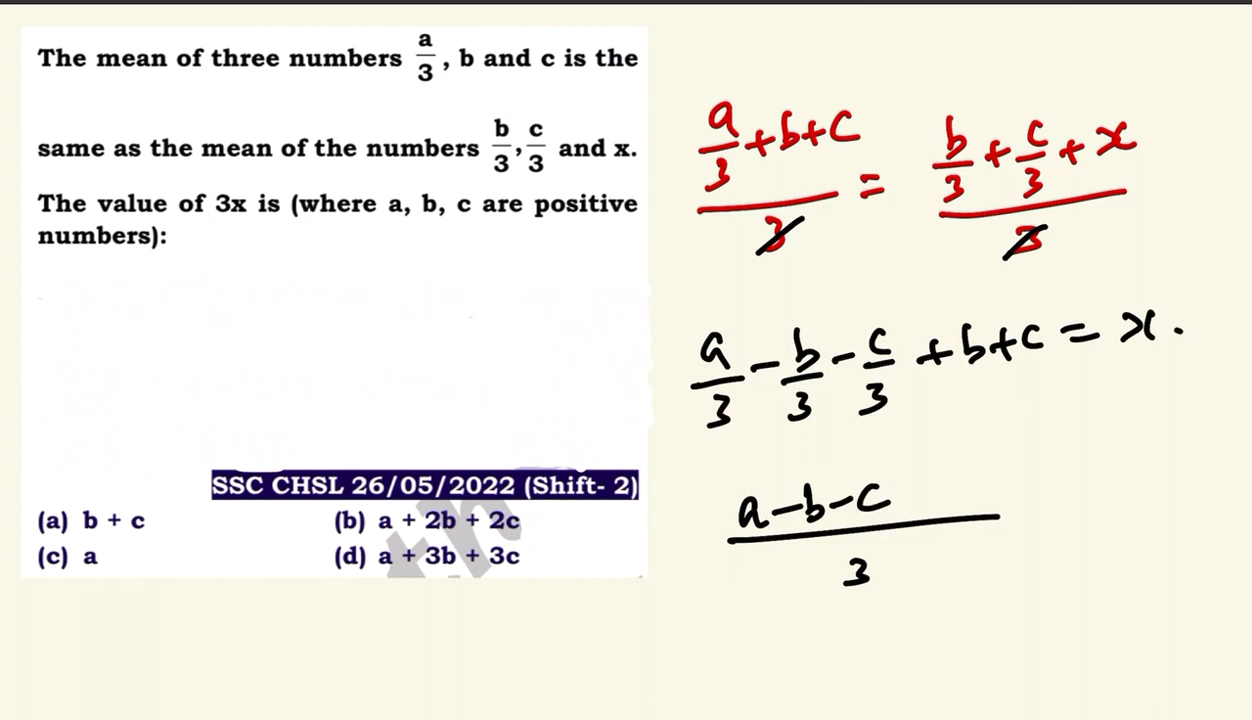 The mean of three numbers a/3, b and c is the
same as the mean of the numbers b/3, c/3 and x.
The value of 3x is (where a, b, c are positive
numbers):
SSC CHSL 26/05/2022 (Shift- 2)
(a) b + c (b) a + 2b + 2c
(c) a (d) a + 3b + 3c
(a/3 + b + c)/3 = (b/3 + c/3 + x)/3
a/3 - b/3 - c/3 + b + c = x.
(a - b - c)/3